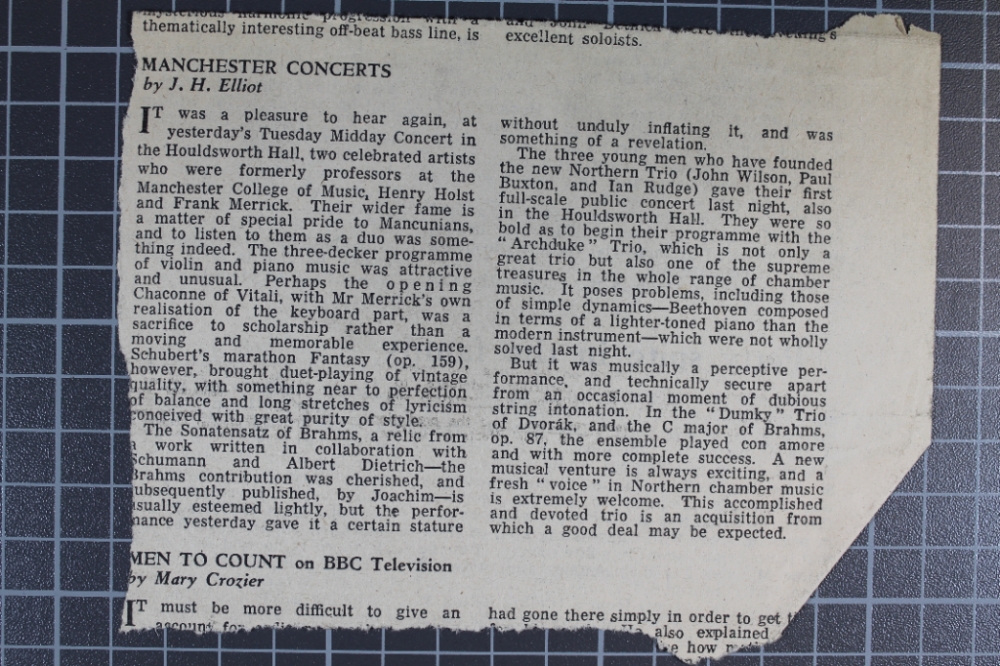 mysterious harmonic progression with a
thematically interesting off-beat bass line, is
excellent soloists.
MANCHESTER CONCERTS
by J. H. Elliot
IT was a pleasure to hear again, at
yesterday's Tuesday Midday Concert in
the Houldsworth Hall, two celebrated artists
who were formerly professors at the
Manchester College of Music, Henry Holst
and Frank Merrick. Their wider fame is
a matter of special pride to Mancunians,
and to listen to them as a duo was some-
thing indeed. The three-decker programme
of violin and piano music was attractive
and unusual. Perhaps the opening
Chaconne of Vitali, with Mr Merrick's own
realisation of the keyboard part, was a
sacrifice to scholarship rather than a
moving and memorable experience.
Schubert's marathon Fantasy (op. 159),
however, brought duet-playing of vintage
quality, with something near to perfection
of balance and long stretches of lyricism
conceived with great purity of style.
The Sonatensatz of Brahms, a relic from
a work written in collaboration with
Schumann and Albert Dietrich—the
Brahms contribution was cherished, and
ubsequently published, by Joachim—is
usually esteemed lightly, but the perfor-
mance yesterday gave it a certain stature
without unduly inflating it, and was
something of a revelation.
The three young men who have founded
the new Northern Trio (John Wilson, Paul
Buxton, and Ian Rudge) gave their first
full-scale public concert last night, also
in the Houldsworth Hall. They were so
bold as to begin their programme with the
"Archduke" Trio, which is not only a
great trio but also one of the supreme
treasures in the whole range of chamber
music. It poses problems, including those
of simple dynamics—Beethoven composed
in terms of a lighter-toned piano than the
modern instrument—which were not wholly
solved last night.
But it was musically a perceptive per-
formance, and technically secure apart
from an occasional moment of dubious
string intonation. In the "Dumky" Trio
of Dvorák, and the C major of Brahms,
op. 87, the ensemble played con amore
and with more complete success. A new
musical venture is always exciting, and a
fresh "voice" in Northern chamber music
is extremely welcome. This accomplished
and devoted trio is an acquisition from
which a good deal may be expected.
MEN TO COUNT on BBC Television
by Mary Crozier
IT must be more difficult to give an
account for
had gone there simply in order to get
also explained
how